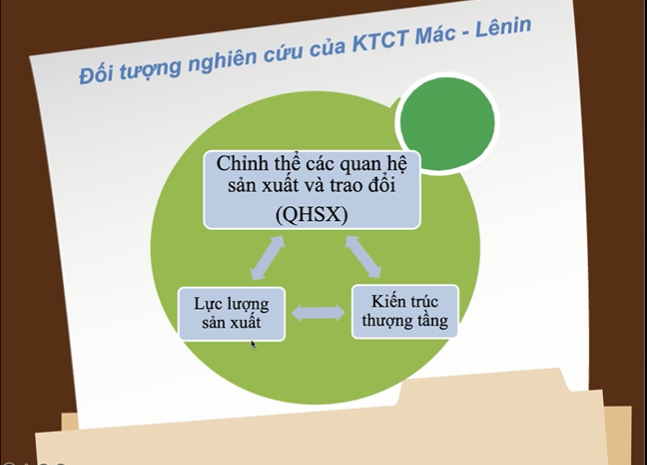 Đối tượng nghiên cứu của KTCT Mác - Lênin
Chỉnh thể các quan hệ
sản xuất và trao đổi
(QHSX)
Lực lượng
sản xuất
Kiến trúc
thượng tầng